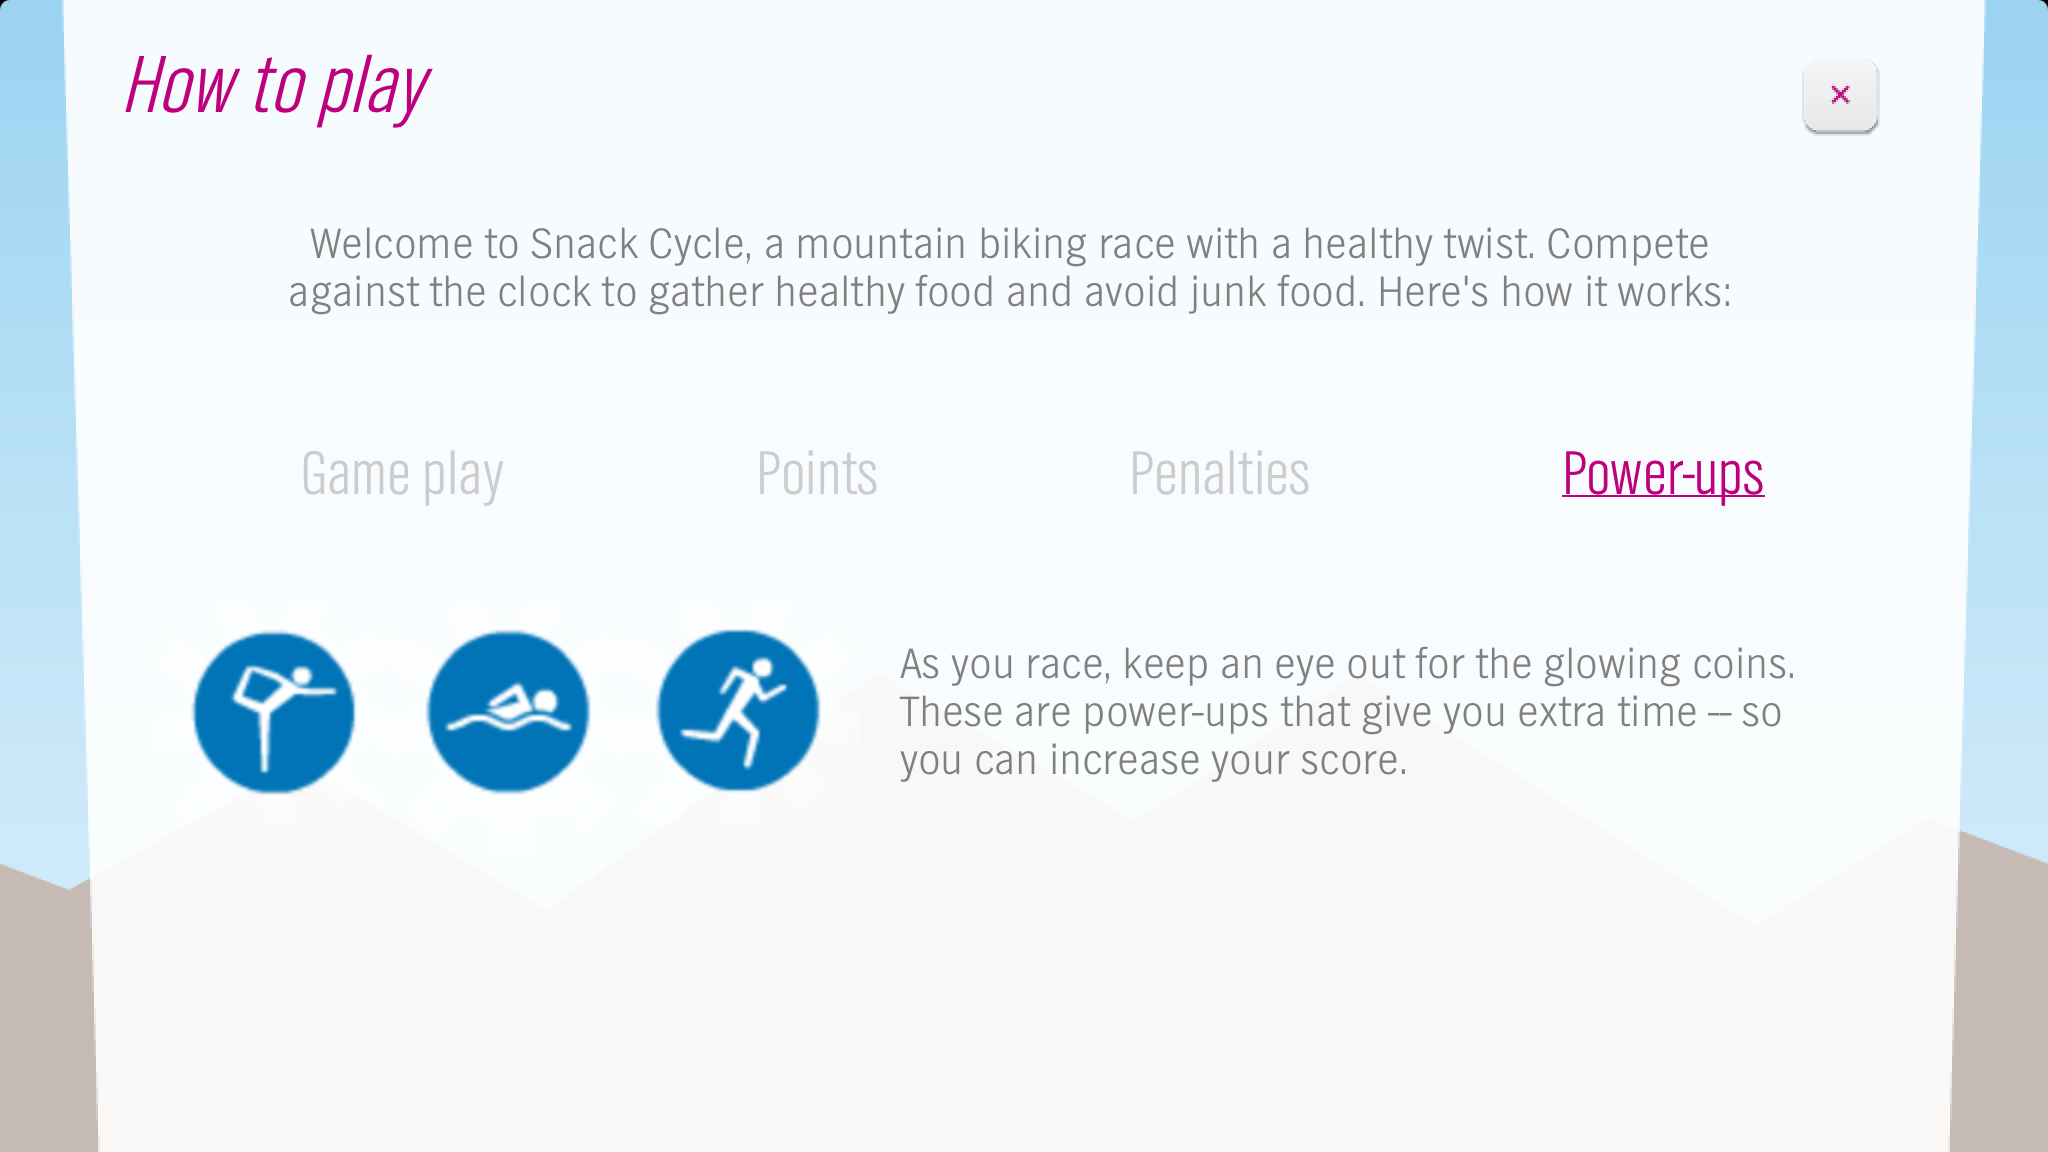 How to play
Welcome to Snack Cycle, a mountain biking race with a healthy twist. Compete
against the clock to gather healthy food and avoid junk food. Here's how it works:
Game play
Points
Penalties
Power-ups
As you race, keep an eye out for the glowing coins.
These are power-ups that give you extra time -- so
you can increase your score.